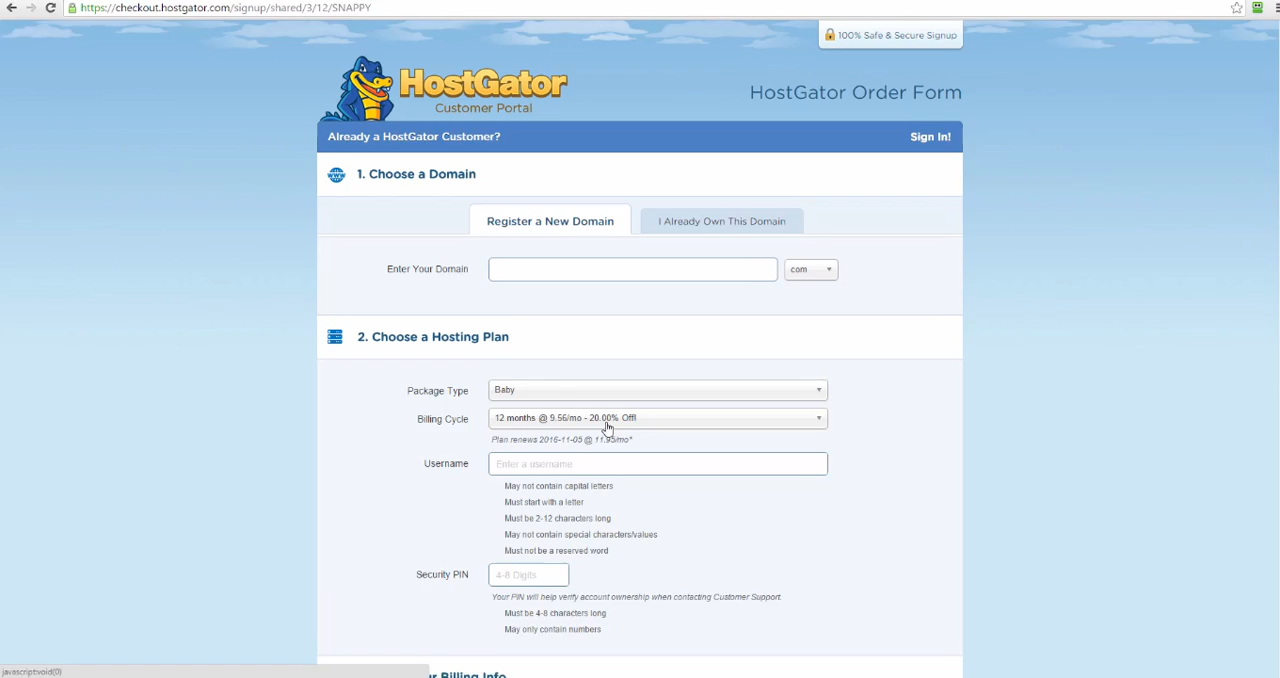 https://checkout.hostgator.com/signup/shared/3/12/SNAPPY
100% Safe & Secure Signup
HostGator
Customer Portal
HostGator Order Form
Already a HostGator Customer?
Sign In!
www
1. Choose a Domain
Register a New Domain
I Already Own This Domain
Enter Your Domain
com
2. Choose a Hosting Plan
Package Type
Baby
Billing Cycle
12 months @ 9.56/mo - 20.00% Off!
Plan renews 2016-11-05 @ 11.95/mo*
Username
Enter a username
May not contain capital letters
Must start with a letter
Must be 2-12 characters long
May not contain special characters/values
Must not be a reserved word
Security PIN
4-8 Digits
Your PIN will help verify account ownership when contacting Customer Support.
Must be 4-8 characters long
May only contain numbers
Billing Info
javascript:void(0)